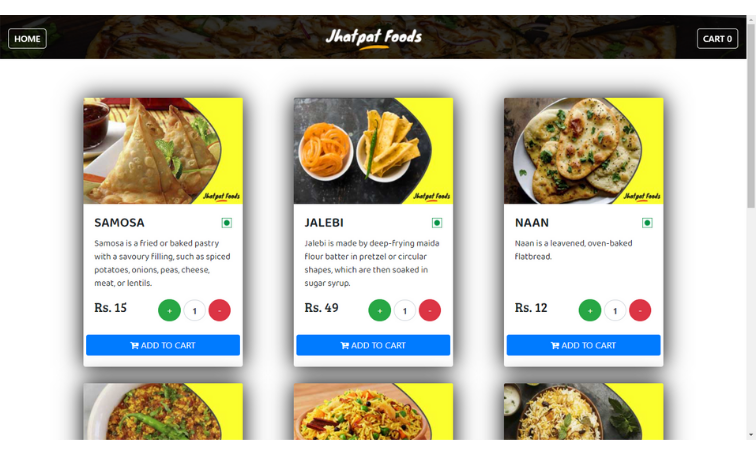 HOME
Jhatpat Foods
CART 0
Jhatpat Foods
Jhatpat Foods
Jhatpat Foods
SAMOSA
Samosa is a fried or baked pastry
with a savoury filling, such as spiced
potatoes, onions, peas, cheese,
meat, or lentils.
Rs. 15
+ 1 -
ADD TO CART
JALEBI
Jalebi is made by deep-frying maida
flour batter in pretzel or circular
shapes, which are then soaked in
sugar syrup.
Rs. 49
+ 1 -
ADD TO CART
NAAN
Naan is a leavened, oven-baked
flatbread.
Rs. 12
+ 1 -
ADD TO CART